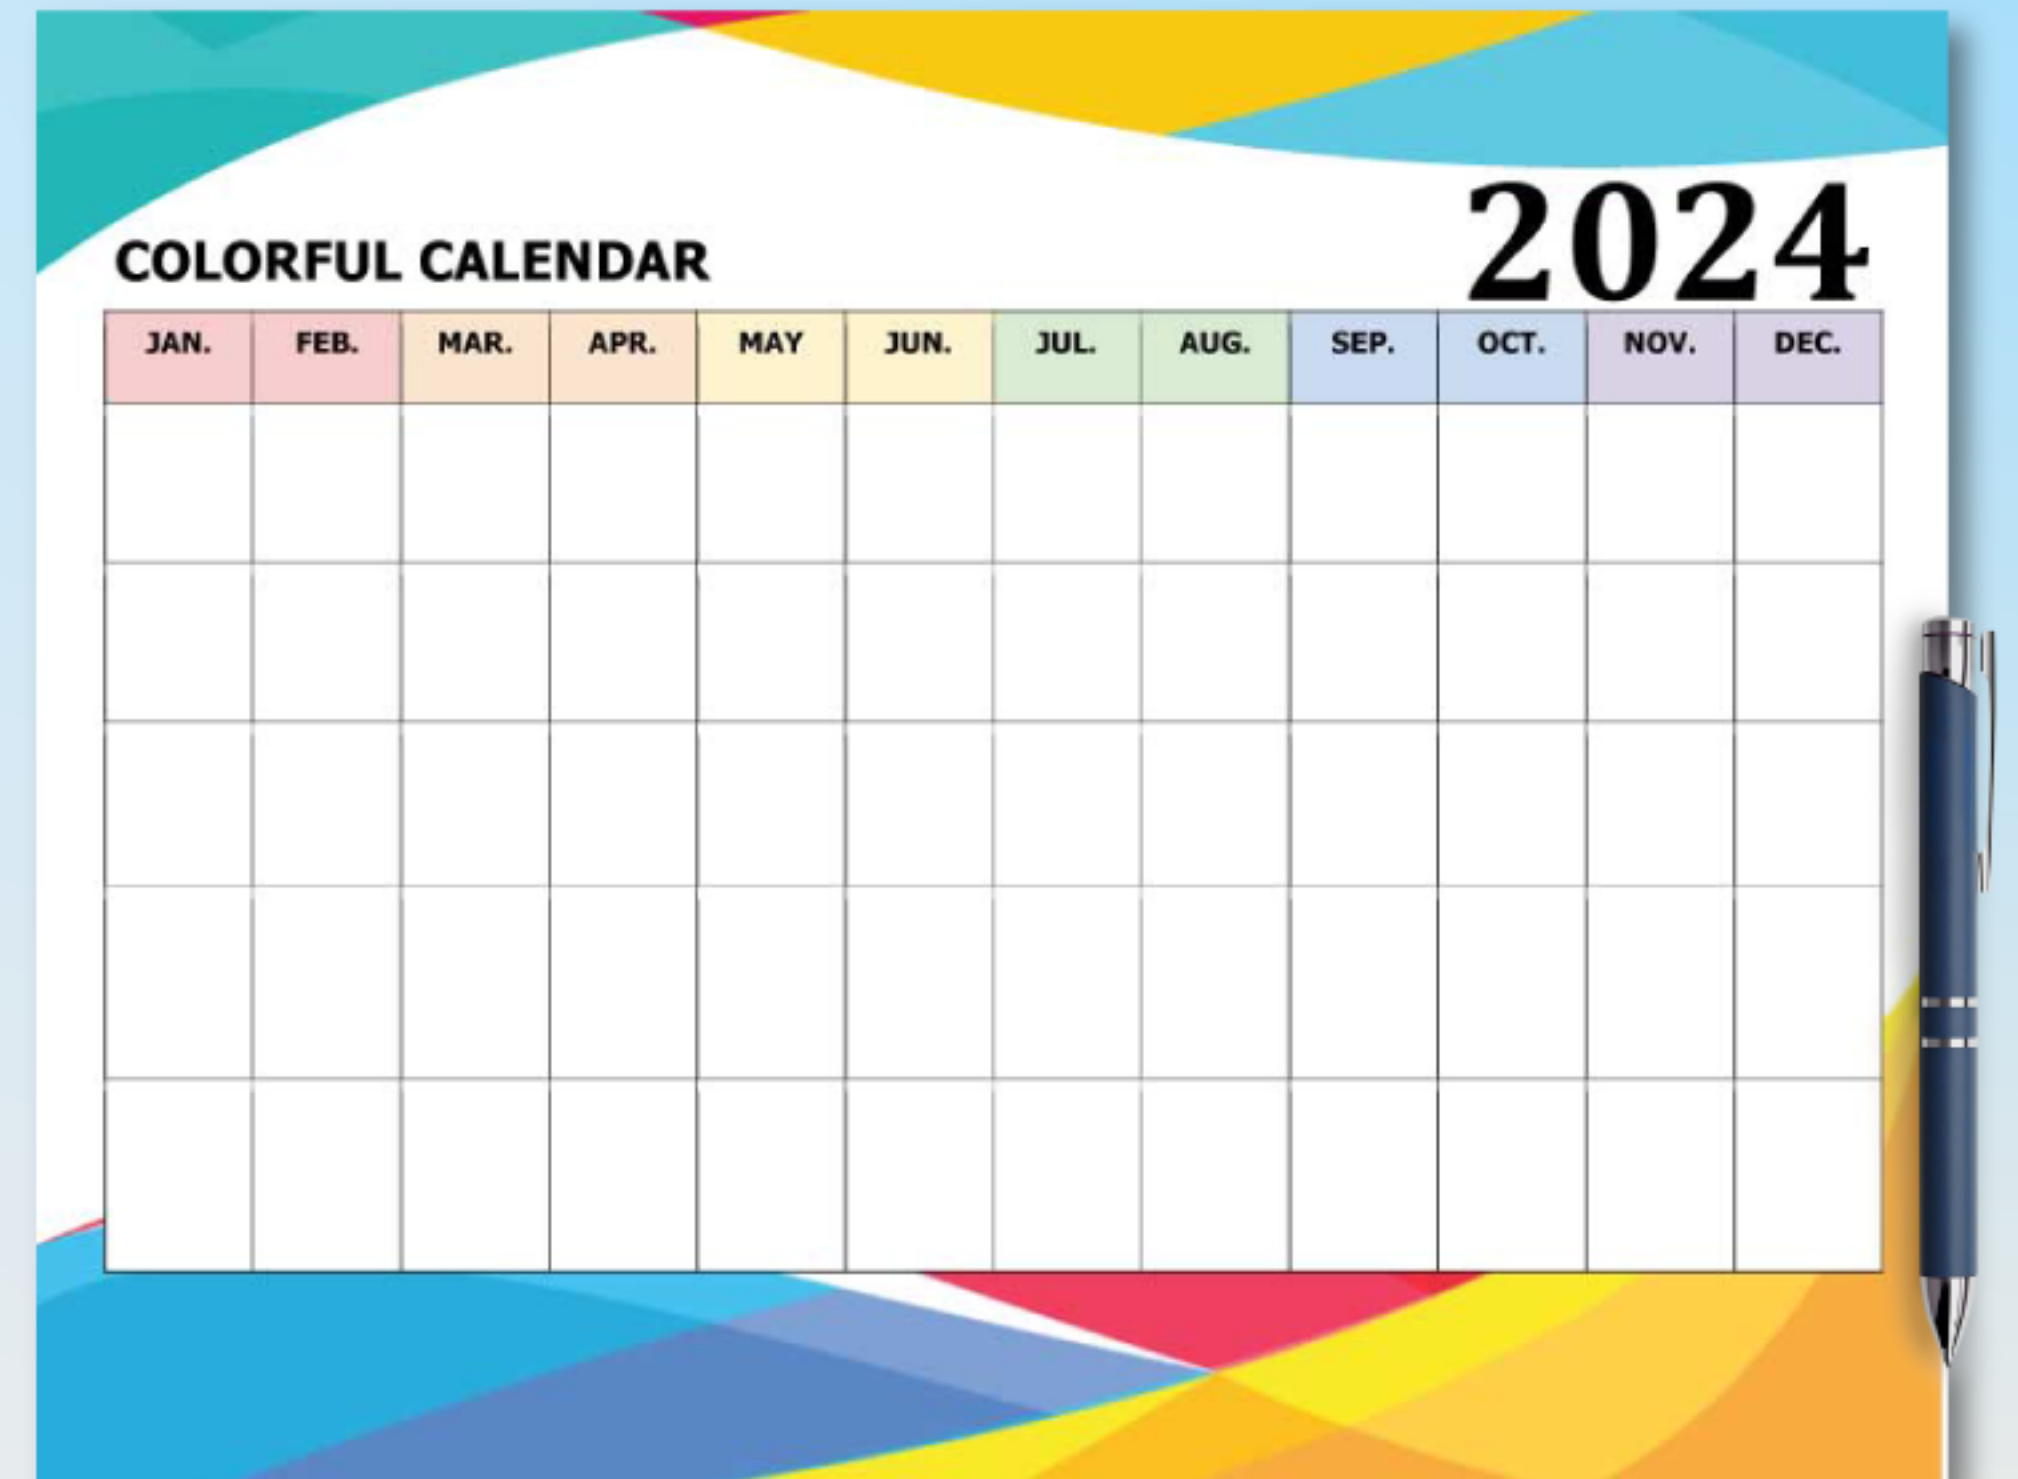 2024
COLORFUL CALENDAR
JAN. FEB. MAR. APR. MAY JUN. JUL. AUG. SEP. OCT. NOV. DEC.